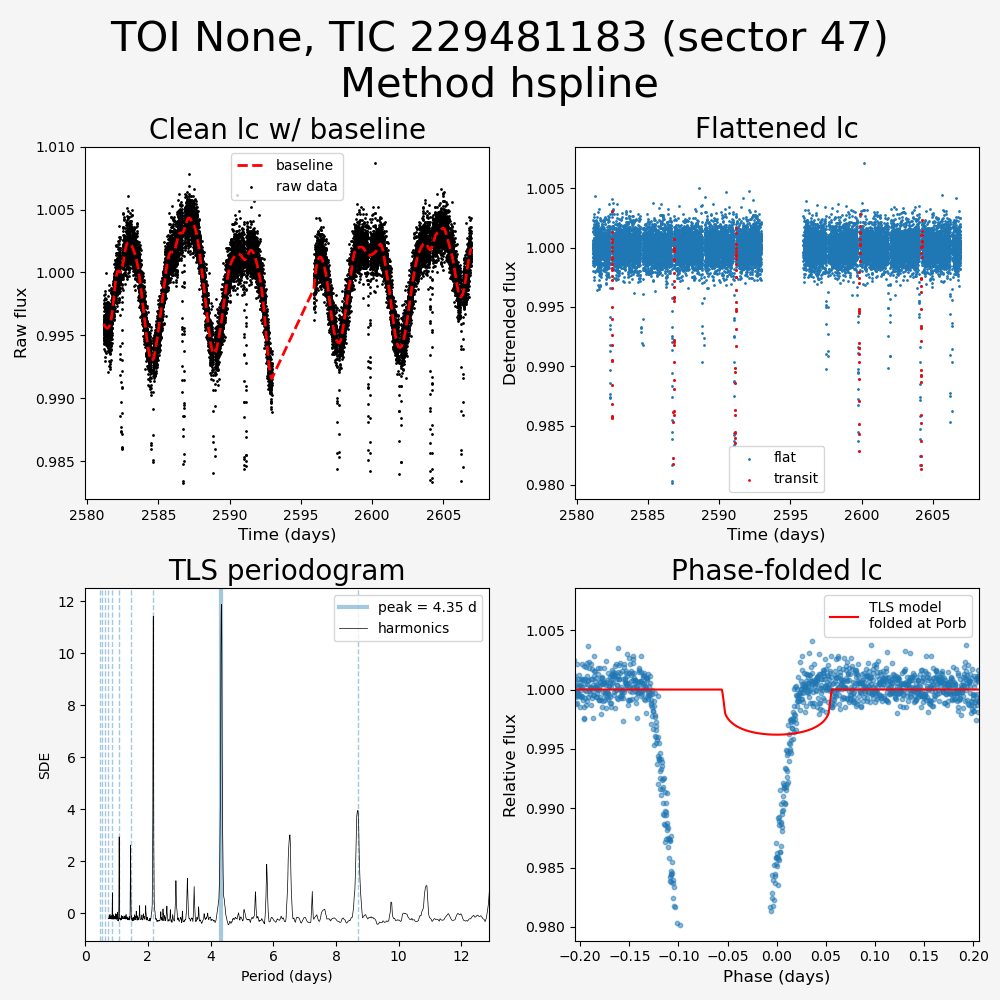 TOI None, TIC 229481183 (sector 47)
Method hspline
Clean lc w/ baseline
Flattened lc
1.010
1.005
1.000
0.995
0.990
0.985
Raw flux
baseline
raw data
2580 2585 2590 2595 2600 2605
Time (days)
1.005
1.000
0.995
0.990
0.985
0.980
Detrended flux
flat
transit
2580 2585 2590 2595 2600 2605
Time (days)
TLS periodogram
Phase-folded lc
12
10
8
6
4
2
0
SDE
peak = 4.35 d
harmonics
0 2 4 6 8 10 12
Period (days)
1.005
1.000
0.995
0.990
0.985
0.980
Relative flux
TLS model
folded at Porb
−0.20 −0.15 −0.10 −0.05 0.00 0.05 0.10 0.15 0.20
Phase (days)